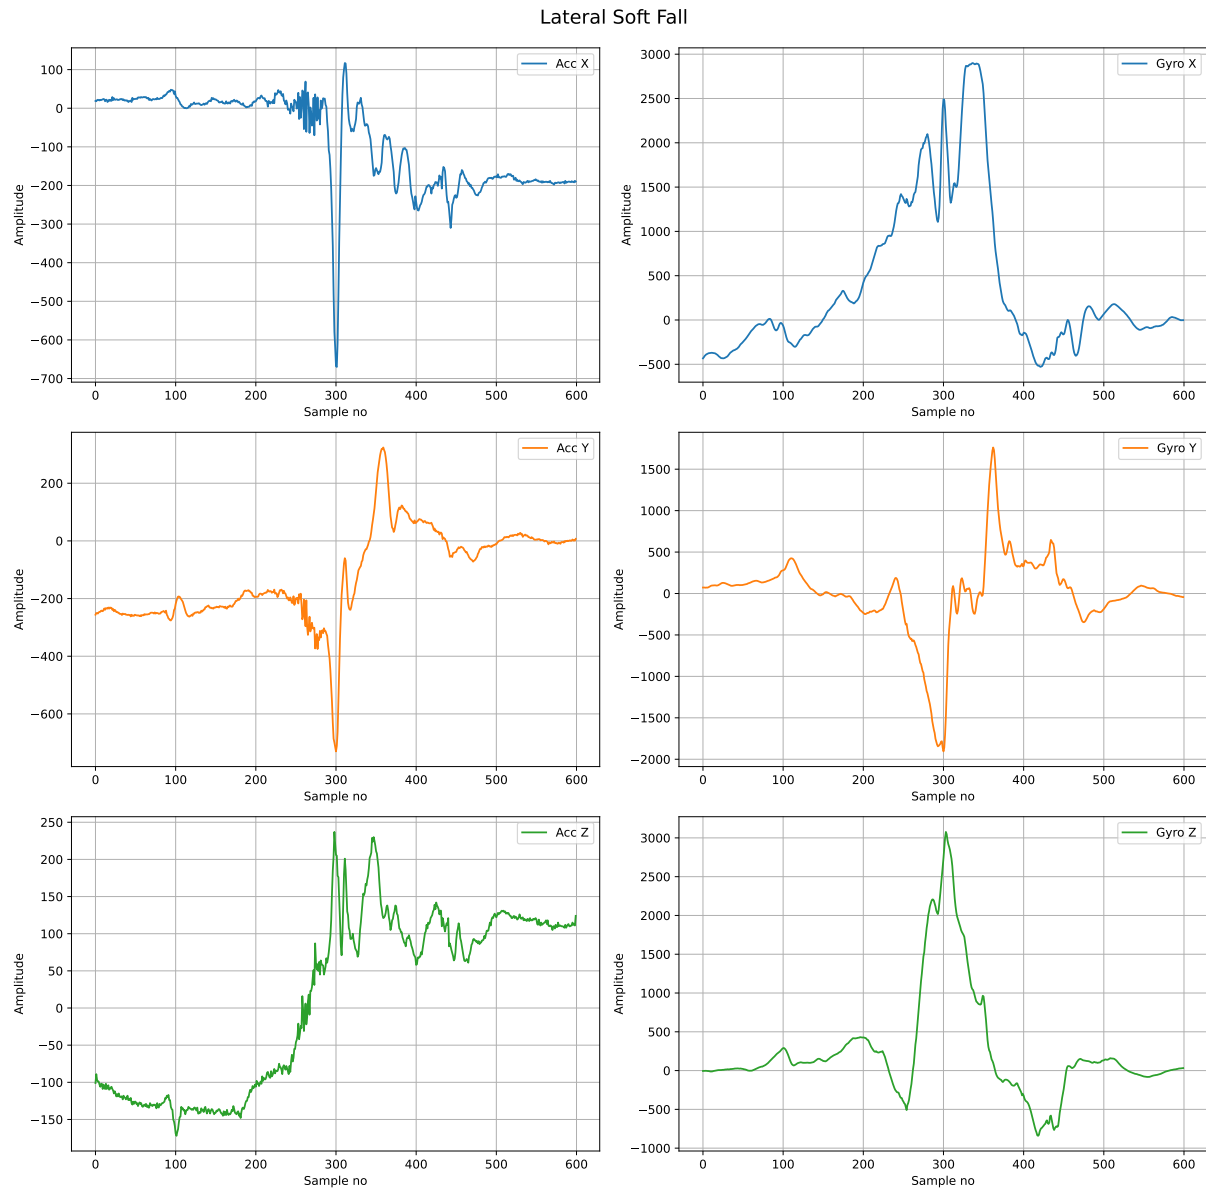 Lateral Soft Fall
Acc X
100
0
−100
−200
−300
−400
−500
−600
−700
Amplitude
0 100 200 300 400 500 600
Sample no
Gyro X
3000
2500
2000
1500
1000
500
0
−500
Amplitude
0 100 200 300 400 500 600
Sample no
Acc Y
200
0
−200
−400
−600
Amplitude
0 100 200 300 400 500 600
Sample no
Gyro Y
1500
1000
500
0
−500
−1000
−1500
−2000
Amplitude
0 100 200 300 400 500 600
Sample no
Acc Z
250
200
150
100
50
0
−50
−100
−150
Amplitude
0 100 200 300 400 500 600
Sample no
Gyro Z
3000
2500
2000
1500
1000
500
0
−500
−1000
Amplitude
0 100 200 300 400 500 600
Sample no